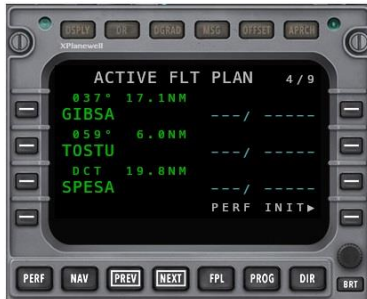 DSPLY DR DGRAD MSG OFFSET APRCH
XPlanewell
ACTIVE FLT PLAN 4/9
037° 17.1NM
GIBSA ---/ -----
059° 6.0NM
TOSTU ---/ -----
DCT 19.8NM
SPESA ---/ -----
PERF INIT▶
PERF NAV PREV NEXT FPL PROG DIR BRT